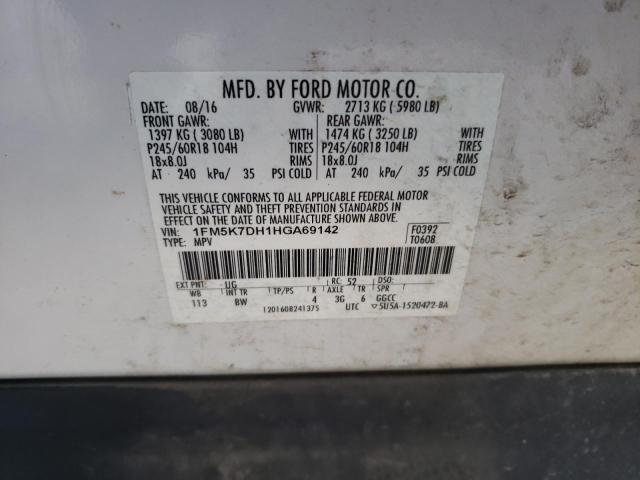 MFD. BY FORD MOTOR CO.
DATE: 08/16 GVWR: 2713 KG ( 5980 LB)
FRONT GAWR: REAR GAWR:
1397 KG ( 3080 LB) WITH 1474 KG ( 3250 LB) WITH
P245/60R18 104H TIRES P245/60R18 104H TIRES
18x8.0J RIMS 18x8.0J RIMS
AT 240 kPa/ 35 PSI COLD AT 240 kPa/ 35 PSI COLD
THIS VEHICLE CONFORMS TO ALL APPLICABLE FEDERAL MOTOR
VEHICLE SAFETY AND THEFT PREVENTION STANDARDS IN
EFFECT ON THE DATE OF MANUFACTURE SHOWN ABOVE.
VIN: 1FM5K7DH1HGA69142 F0392
TYPE: MPV T0608
EXT PNT: UG RC: 52 DSO:
WB INT TR TP/PS R AXLE TR SPR
113 BW 4 3G 6 GGCC
1201608241375 UTC ▽5U5A-1520472-BA